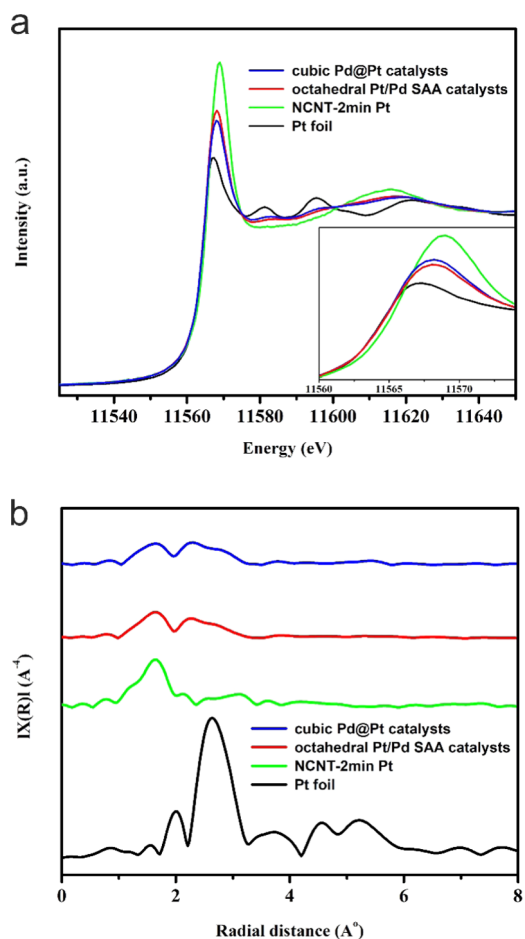 a
Intensity (a.u.)
cubic Pd@Pt catalysts
octahedral Pt/Pd SAA catalysts
NCNT-2min Pt
Pt foil
11560 11565 11570
11540 11560 11580 11600 11620 11640
Energy (eV)
b
IX(R)I (A⁻⁴)
cubic Pd@Pt catalysts
octahedral Pt/Pd SAA catalysts
NCNT-2min Pt
Pt foil
0 2 4 6 8
Radial distance (A°)